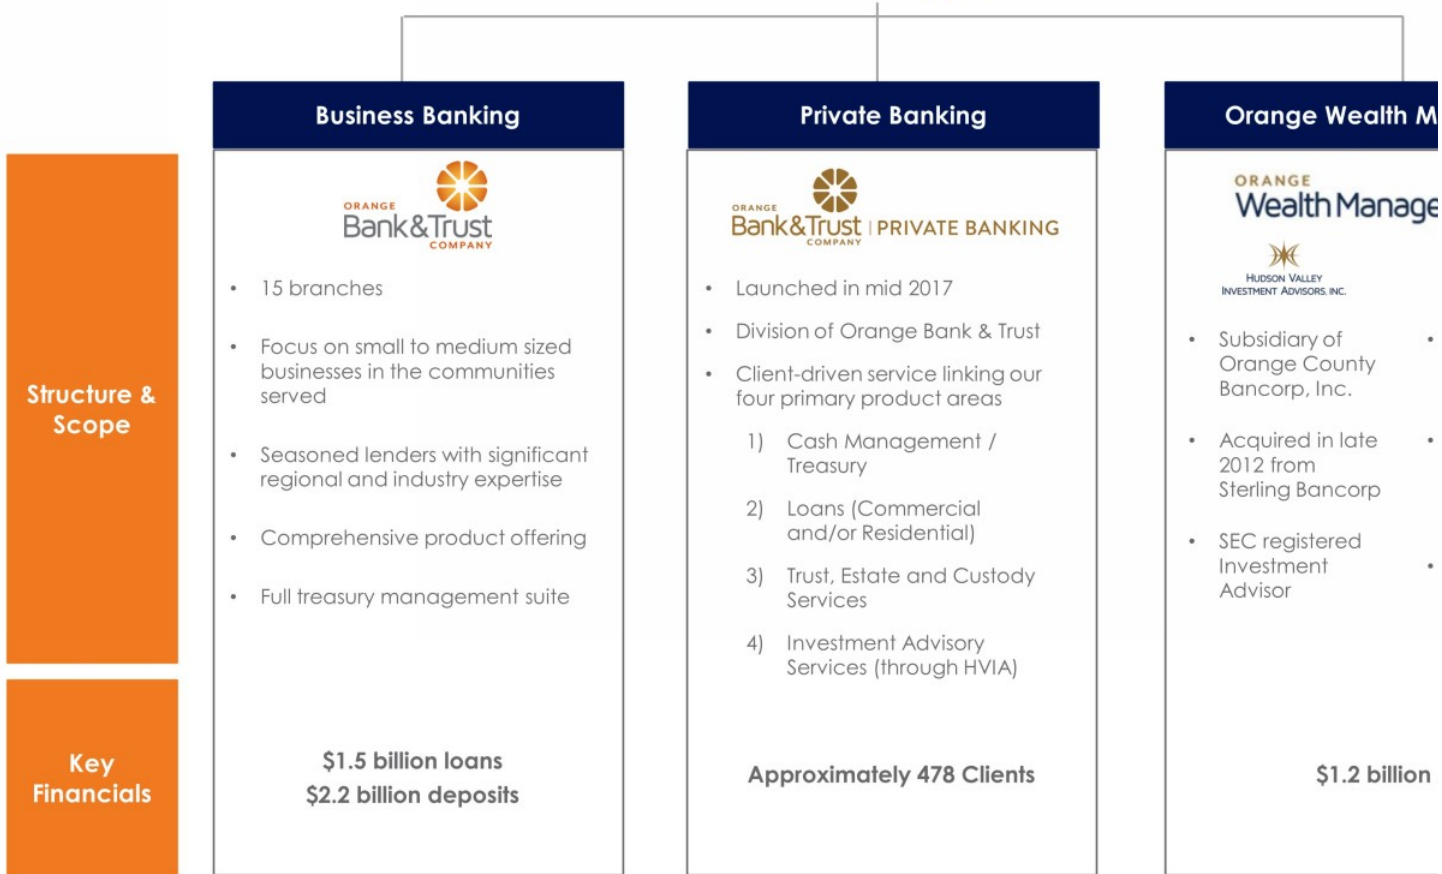 Business Banking
Private Banking
Orange Wealth
Structure &
Scope
ORANGE
Bank&Trust
COMPANY
• 15 branches
• Focus on small to medium sized
businesses in the communities
served
• Seasoned lenders with significant
regional and industry expertise
• Comprehensive product offering
• Full treasury management suite
ORANGE
Bank&Trust | PRIVATE BANKING
COMPANY
• Launched in mid 2017
• Division of Orange Bank & Trust
• Client-driven service linking our
four primary product areas
1) Cash Management /
Treasury
2) Loans (Commercial
and/or Residential)
3) Trust, Estate and Custody
Services
4) Investment Advisory
Services (through HVIA)
ORANGE
Wealth
HUDSON VALLEY
INVESTMENT ADVISORS, INC.
• Subsidiary of
Orange County
Bancorp, Inc.
• Acquired in late
2012 from
Sterling Bancorp
• SEC registered
Investment
Advisor
Key
Financials
$1.5 billion loans
$2.2 billion deposits
Approximately 478 Clients
$1.2 billion